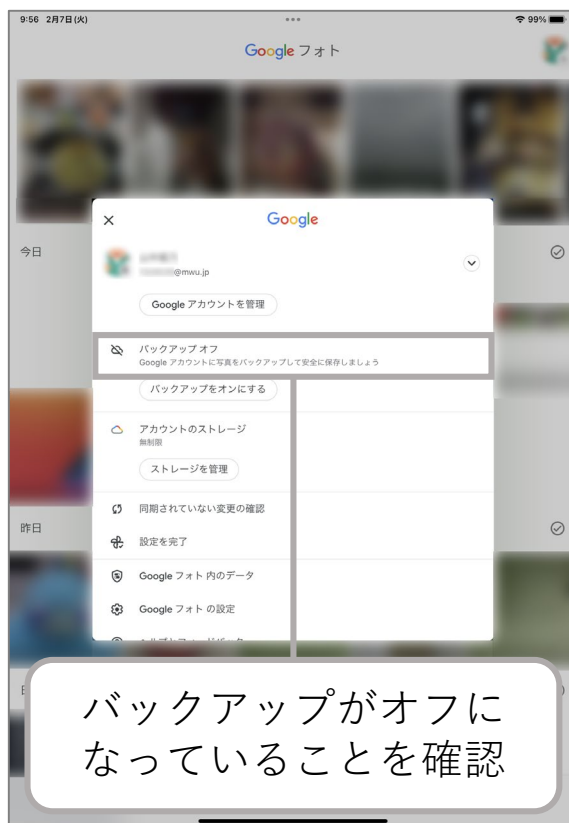 9:56 2月7日(火)
99%
Google フォト
Google
@mwu.jp
Google アカウントを管理
バックアップ オフ
Google アカウントに写真をバックアップして安全に保存しましょう
バックアップをオンにする
アカウントのストレージ
無制限
ストレージを管理
同期されていない変更の確認
設定を完了
Google フォト 内のデータ
Google フォト の設定
今日
昨日
バックアップがオフに
なっていることを確認